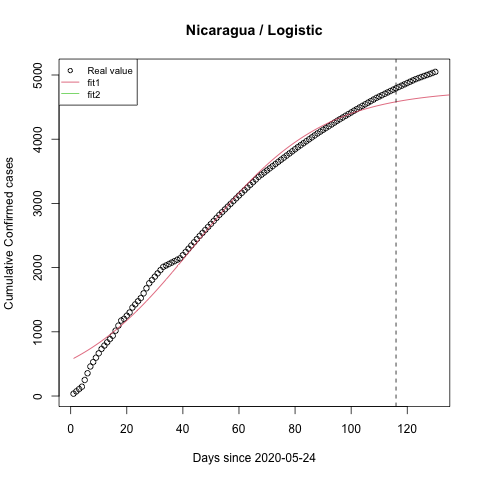 Nicaragua / Logistic
Real value
fit1
fit2
Cumulative Confirmed cases
5000
4000
3000
2000
1000
0
0 20 40 60 80 100 120
Days since 2020-05-24